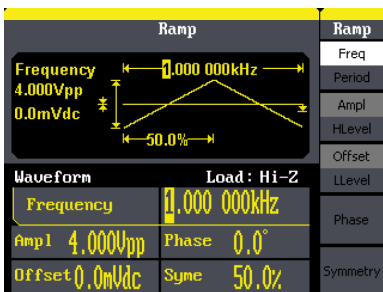 Ramp
Ramp
Freq
Period
Ampl
HLevel
Offset
LLevel
Phase
Symmetry
Frequency
1.000 000kHz
4.000Vpp
0.0mVdc
50.0%
Waveform
Load: Hi-Z
Frequency
1.000 000kHz
Ampl 4.000Vpp
Phase 0.0°
Offset 0.0mVdc
Syme 50.0%